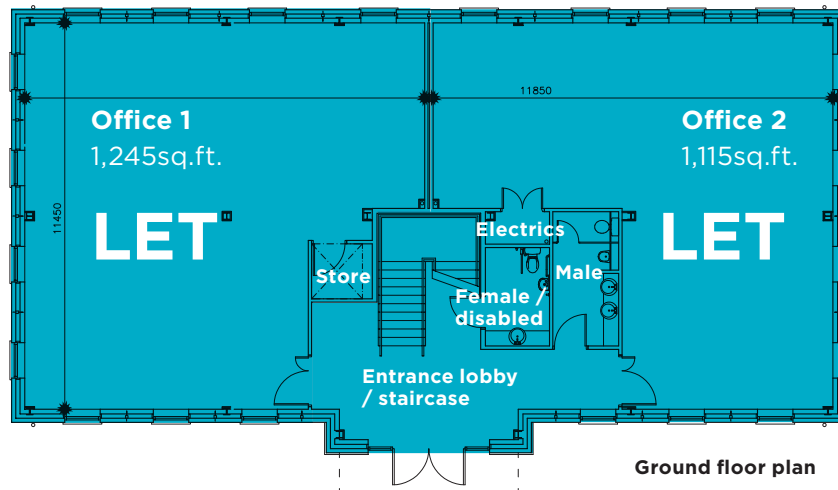 11850
Office 1
1,245sq.ft.
Office 2
1,115sq.ft.
11450
LET
LET
Electrics
Store
Male
Female /
disabled
Entrance lobby
/ staircase
Ground floor plan